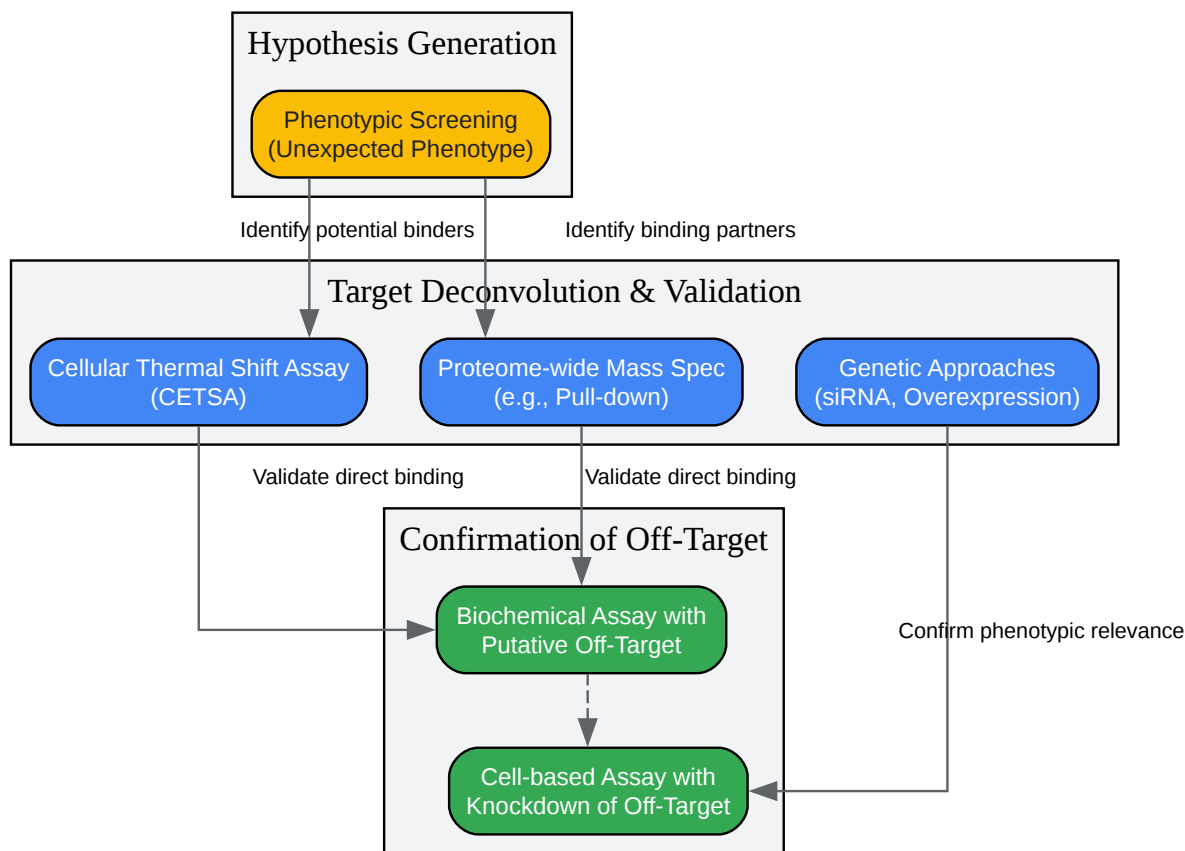 Hypothesis Generation
Phenotypic Screening
(Unexpected Phenotype)
Identify potential binders
Identify binding partners
Target Deconvolution & Validation
Cellular Thermal Shift Assay
(CETSA)
Proteome-wide Mass Spec
(e.g., Pull-down)
Genetic Approaches
(siRNA, Overexpression)
Validate direct binding
Validate direct binding
Confirmation of Off-Target
Biochemical Assay with
Putative Off-Target
Confirm phenotypic relevance
Cell-based Assay with
Knockdown of Off-Target